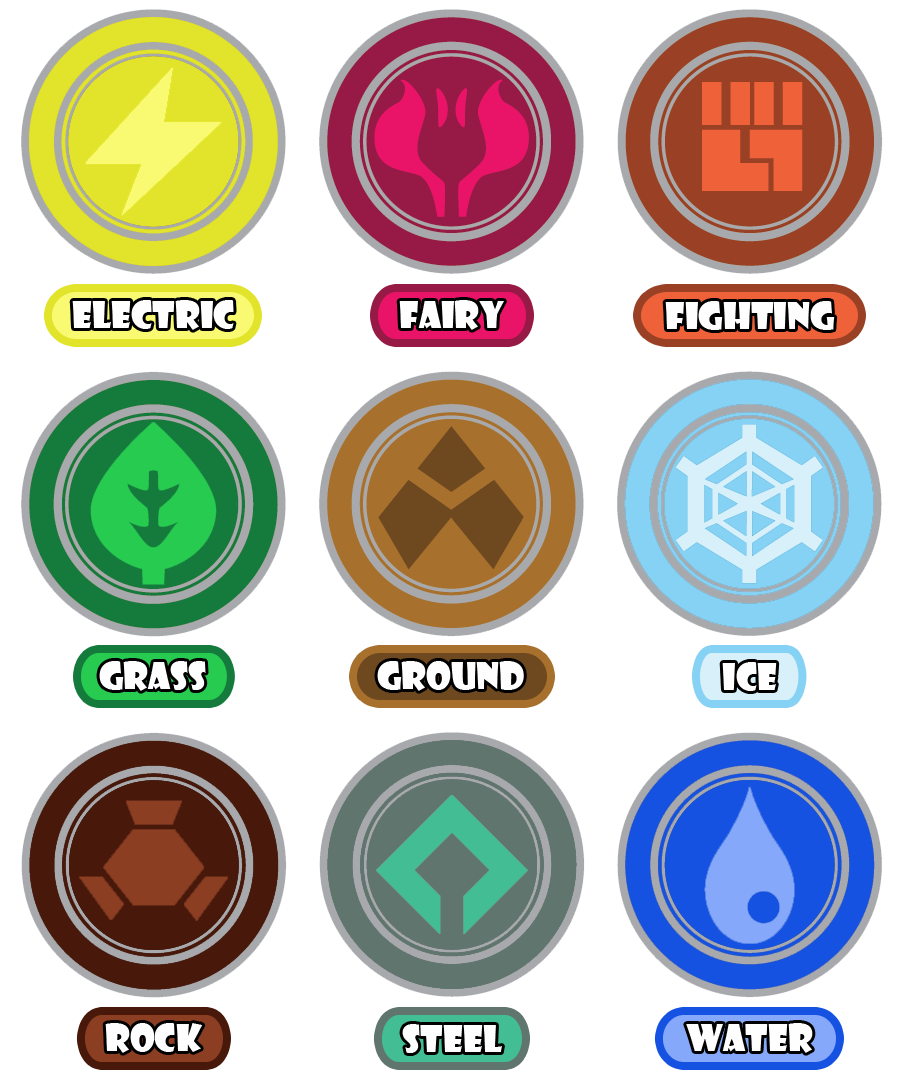 ELECTRIC
FAIRY
FIGHTING
GRASS
GROUND
ICE
ROCK
STEEL
WATER